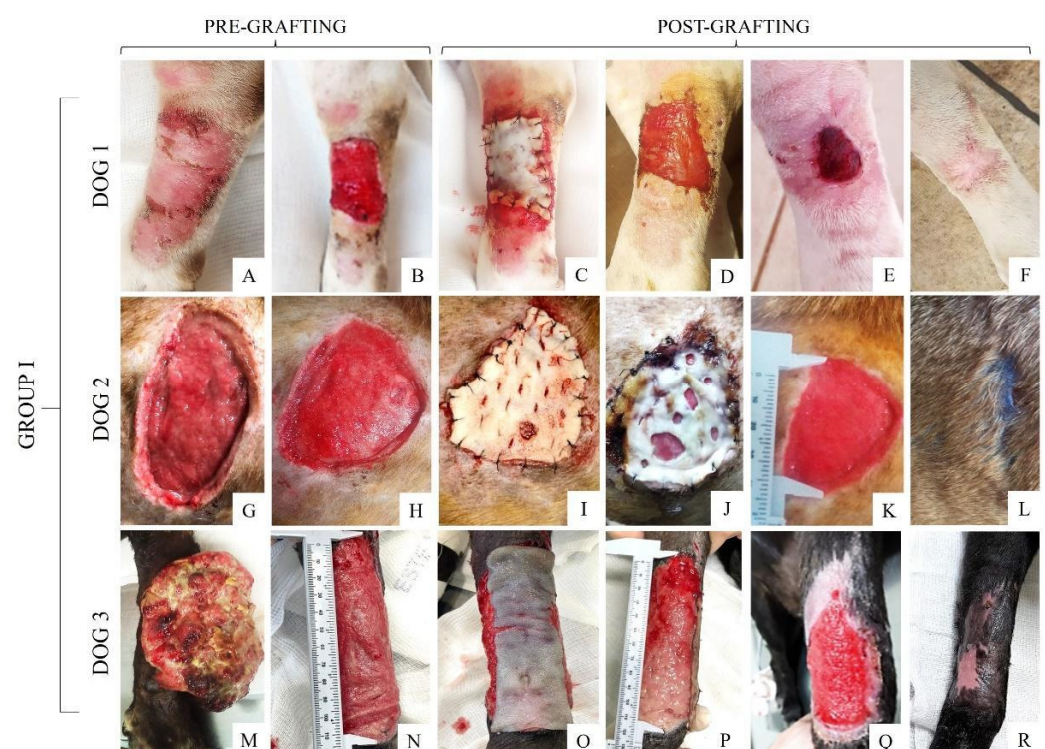 PRE-GRAFTING POST-GRAFTING
GROUP I
DOG 1
A B C D E F
DOG 2
G H I J K L
DOG 3
M N O P Q R